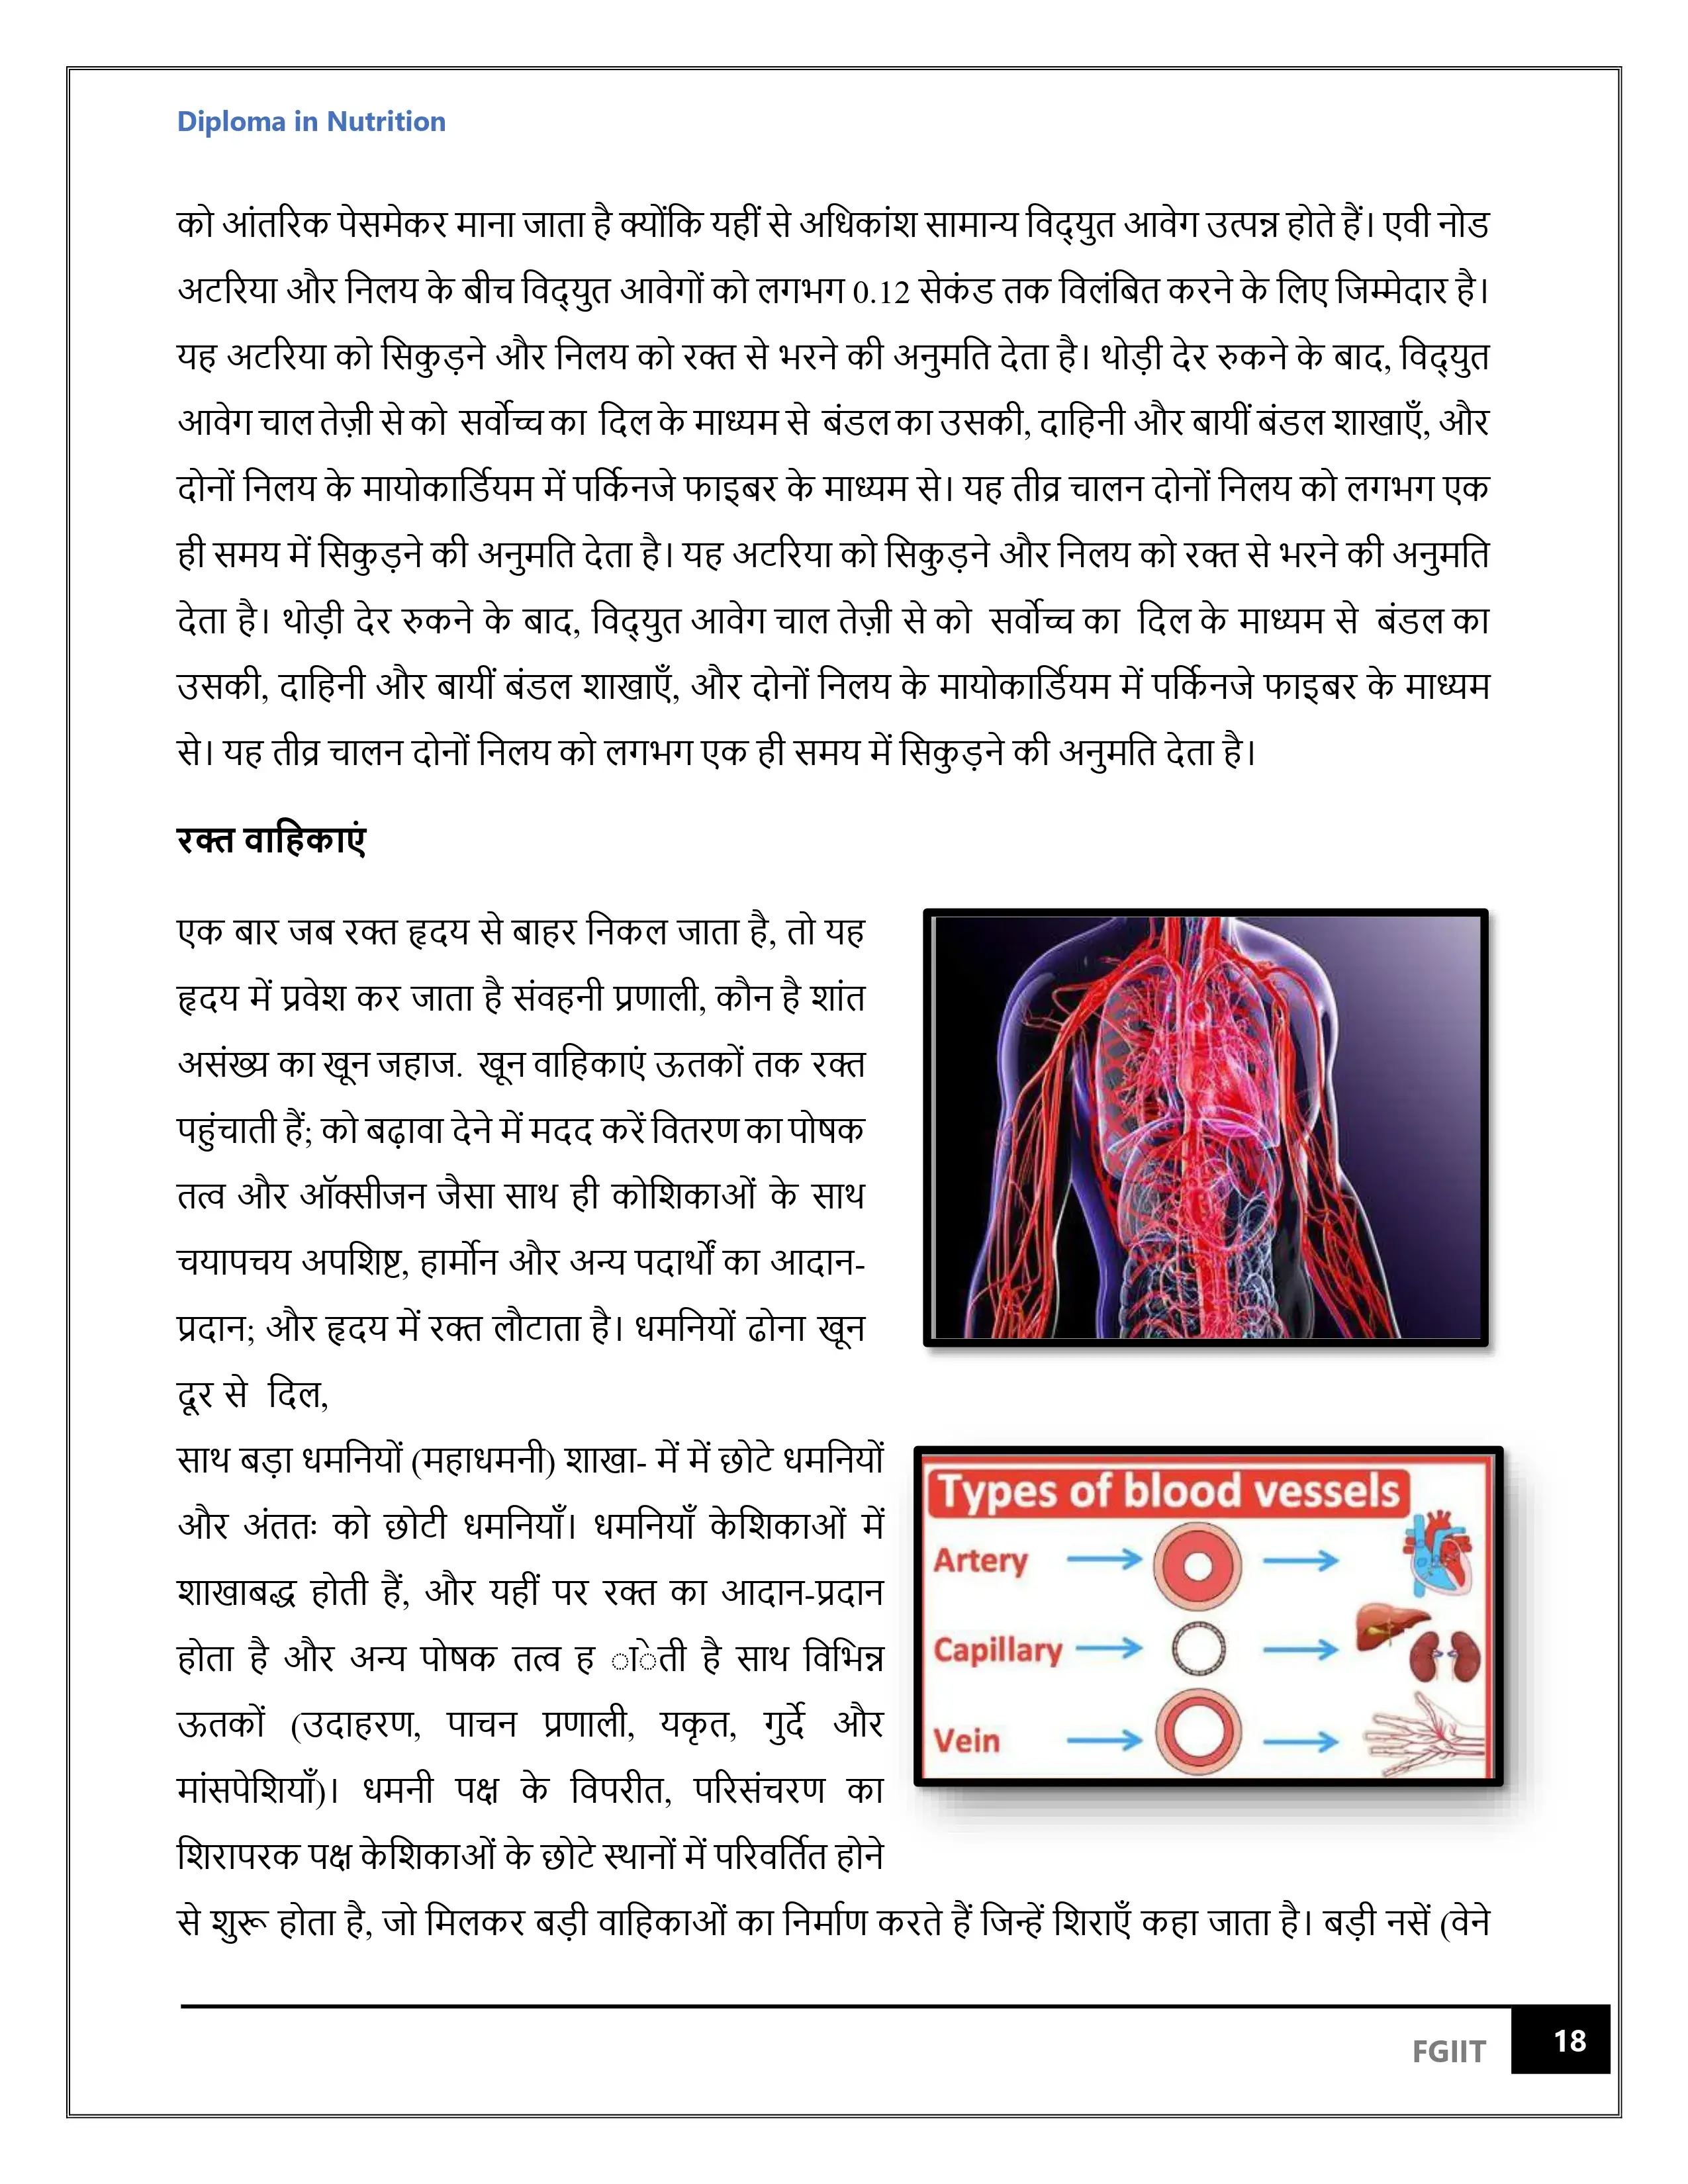 Diploma in Nutrition
को आंतरिक पेसमेकर माना जाता है क्योंकि यहीं से अधिकांश सामान्य विद्युत आवेग उत्पन्न होते हैं। एवी नोड
अटरिया और निलय के बीच विद्युत आवेगों को लगभग 0.12 सेकंड तक विलंबित करने के लिए जिम्मेदार है।
यह अटरिया को सिकुड़ने और निलय को रक्त से भरने की अनुमति देता है। थोड़ी देर रुकने के बाद, विद्युत
आवेग चाल तेज़ी से को सर्वोच्च का दिल के माध्यम से बंडल का उसकी, दाहिनी और बायीं बंडल शाखाएँ, और
दोनों निलय के मायोकार्डियम में पर्किनजे फाइबर के माध्यम से। यह तीव्र चालन दोनों निलय को लगभग एक
ही समय में सिकुड़ने की अनुमति देता है। यह अटरिया को सिकुड़ने और निलय को रक्त से भरने की अनुमति
देता है। थोड़ी देर रुकने के बाद, विद्युत आवेग चाल तेज़ी से को सर्वोच्च का दिल के माध्यम से बंडल का
उसकी, दाहिनी और बायीं बंडल शाखाएँ, और दोनों निलय के मायोकार्डियम में पर्किनजे फाइबर के माध्यम
से। यह तीव्र चालन दोनों निलय को लगभग एक ही समय में सिकुड़ने की अनुमति देता है।
रक्त वाहिकाएं
एक बार जब रक्त हृदय से बाहर निकल जाता है, तो यह
हृदय में प्रवेश कर जाता है संवहनी प्रणाली, कौन है शांत
असंख्य का खून जहाज. खून वाहिकाएं ऊतकों तक रक्त
पहुंचाती हैं; को बढ़ावा देने में मदद करें वितरण का पोषक
तत्व और ऑक्सीजन जैसा साथ ही कोशिकाओं के साथ
चयापचय अपशिष्ट, हार्मोन और अन्य पदार्थों का आदान-
प्रदान; और हृदय में रक्त लौटाता है। धमनियों ढोना खून
दूर से दिल,
साथ बड़ा धमनियों (महाधमनी) शाखा- में में छोटे धमनियों
और अंततः को छोटी धमनियाँ। धमनियाँ केशिकाओं में
शाखाबद्ध होती हैं, और यहीं पर रक्त का आदान-प्रदान
होता है और अन्य पोषक तत्व ह ाेती है साथ विभिन्न
ऊतकों (उदाहरण, पाचन प्रणाली, यकृत, गुर्दे और
मांसपेशियाँ)। धमनी पक्ष के विपरीत, परिसंचरण का
शिरापरक पक्ष केशिकाओं के छोटे स्थानों में परिवर्तित होने
से शुरू होता है, जो मिलकर बड़ी वाहिकाओं का निर्माण करते हैं जिन्हें शिराएँ कहा जाता है। बड़ी नसें (वेने
Types of blood vessels
Artery
Capillary
Vein
FGIIT
18